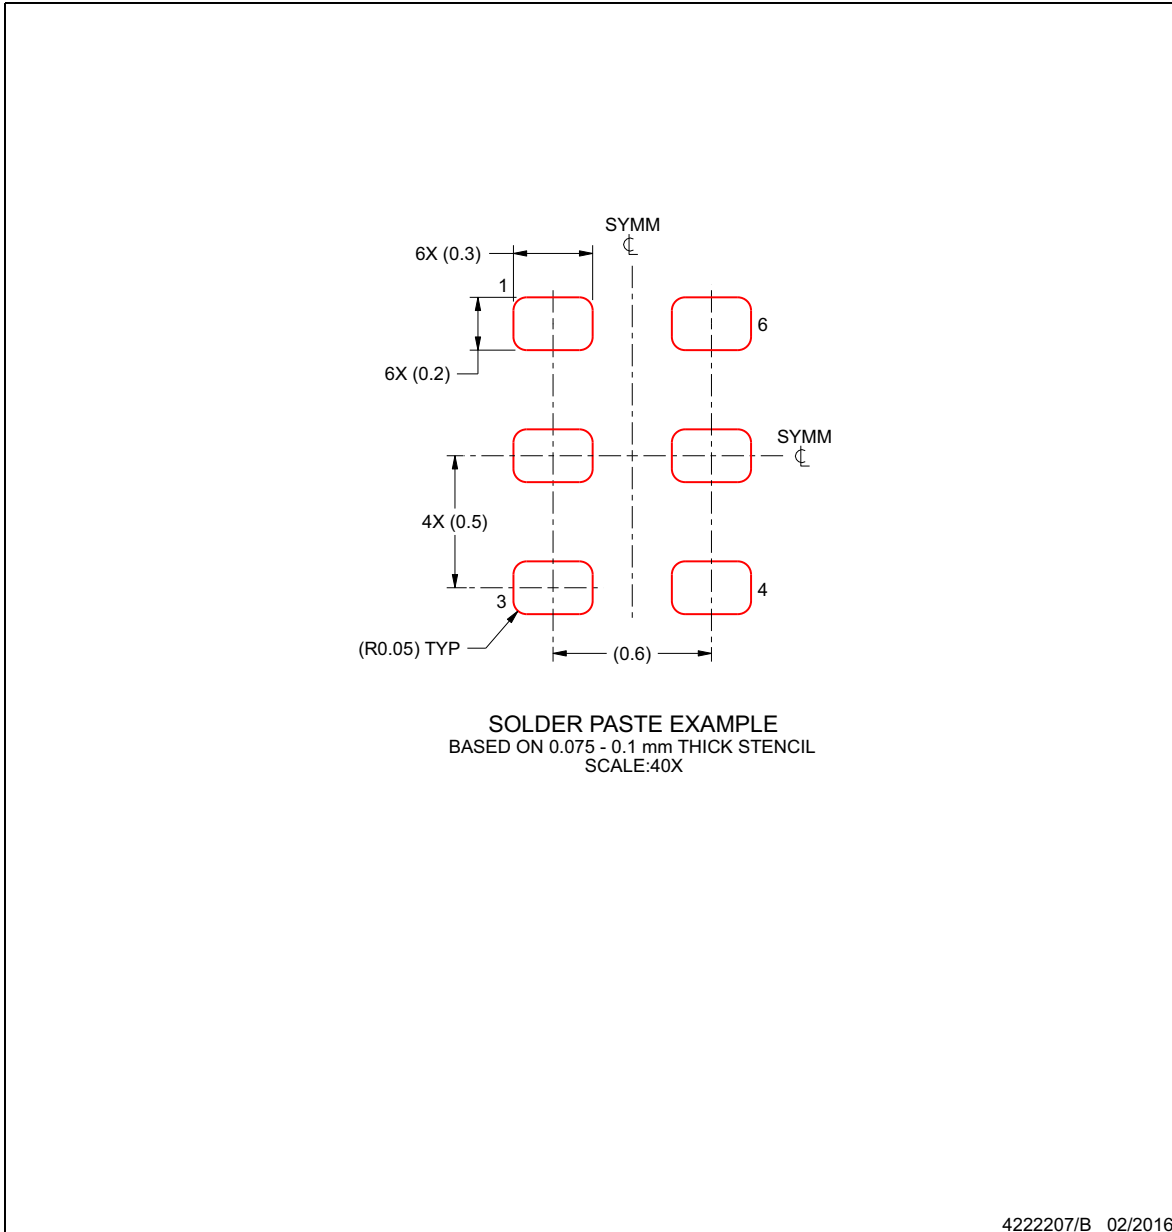 SYMM
℄
6X (0.3)
1
6
6X (0.2)
SYMM
℄
4X (0.5)
3
4
(R0.05) TYP
(0.6)
SOLDER PASTE EXAMPLE
BASED ON 0.075 - 0.1 mm THICK STENCIL
SCALE:40X
4222207/B 02/2016